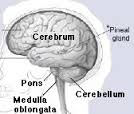 Cerebrum
Pineal
gland
Pons
Medulla
oblongata
Cerebellum